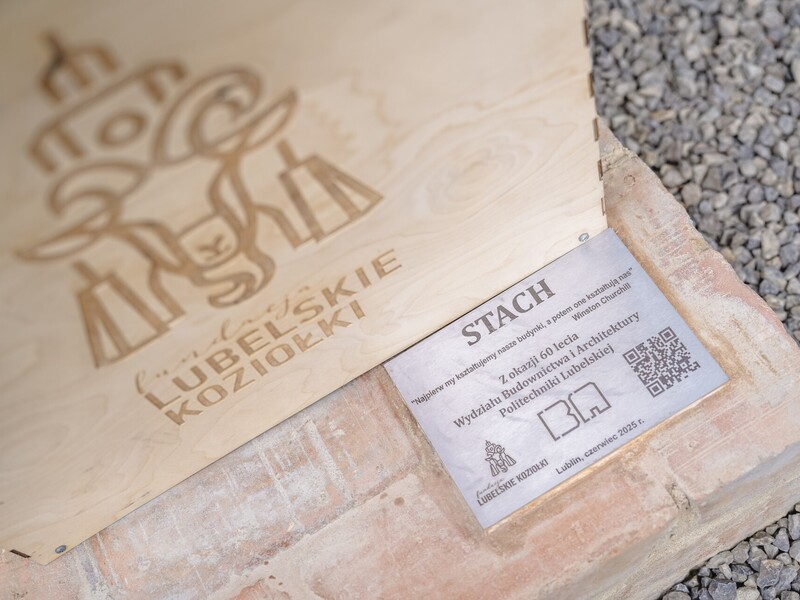 fundacja
LUBELSKIE
KOZIOŁKI
STACH
"Najpierw my kształtujemy nasze budynki, a potem one kształtują nas"
Winston Churchill
Z okazji 60 lecia
Wydziału Budownictwa i Architektury
Politechniki Lubelskiej
BA
fundacja
LUBELSKIE KOZIOŁKI
Lublin, czerwiec 2025 r.